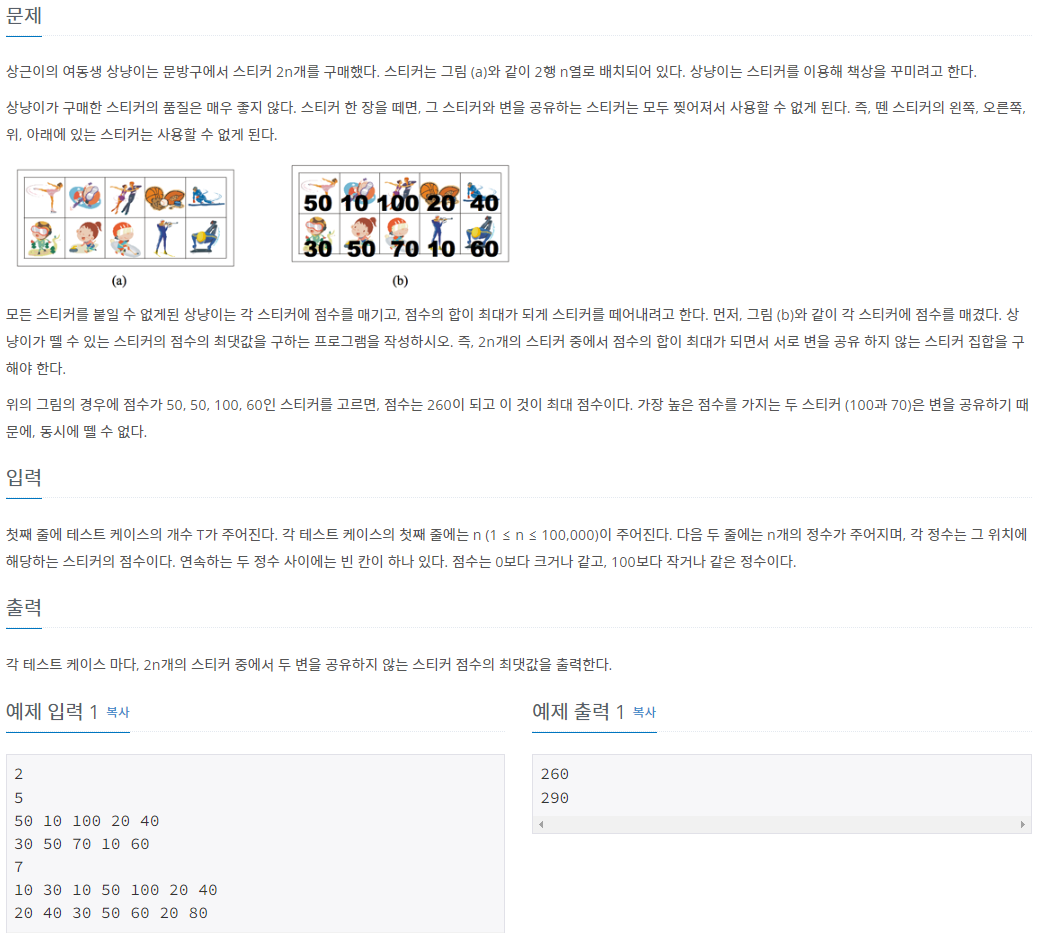 문제
상근이의 여동생 상냥이는 문방구에서 스티커 2n개를 구매했다. 스티커는 그림 (a)와 같이 2행 n열로 배치되어 있다. 상냥이는 스티커를 이용해 책상을 꾸미려고 한다.
상냥이가 구매한 스티커의 품질은 매우 좋지 않다. 스티커 한 장을 떼면, 그 스티커와 변을 공유하는 스티커는 모두 찢어져서 사용할 수 없게 된다. 즉, 뗀 스티커의 왼쪽, 오른쪽,
위, 아래에 있는 스티커는 사용할 수 없게 된다.
50 10 100 20 40
30 50 70 10 60
(a) (b)
모든 스티커를 붙일 수 없게된 상냥이는 각 스티커에 점수를 매기고, 점수의 합이 최대가 되게 스티커를 떼어내려고 한다. 먼저, 그림 (b)와 같이 각 스티커에 점수를 매겼다. 상
냥이가 뗄 수 있는 스티커의 점수의 최댓값을 구하는 프로그램을 작성하시오. 즉, 2n개의 스티커 중에서 점수의 합이 최대가 되면서 서로 변을 공유 하지 않는 스티커 집합을 구
해야 한다.
위의 그림의 경우에 점수가 50, 50, 100, 60인 스티커를 고르면, 점수는 260이 되고 이 것이 최대 점수이다. 가장 높은 점수를 가지는 두 스티커 (100과 70)은 변을 공유하기 때
문에, 동시에 뗄 수 없다.
입력
첫째 줄에 테스트 케이스의 개수 T가 주어진다. 각 테스트 케이스의 첫째 줄에는 n (1 ≤ n ≤ 100,000)이 주어진다. 다음 두 줄에는 n개의 정수가 주어지며, 각 정수는 그 위치에
해당하는 스티커의 점수이다. 연속하는 두 정수 사이에는 빈 칸이 하나 있다. 점수는 0보다 크거나 같고, 100보다 작거나 같은 정수이다.
출력
각 테스트 케이스 마다, 2n개의 스티커 중에서 두 변을 공유하지 않는 스티커 점수의 최댓값을 출력한다.
예제 입력 1 복사
2
5
50 10 100 20 40
30 50 70 10 60
7
10 30 10 50 100 20 40
20 40 30 50 60 20 80
예제 출력 1 복사
260
290